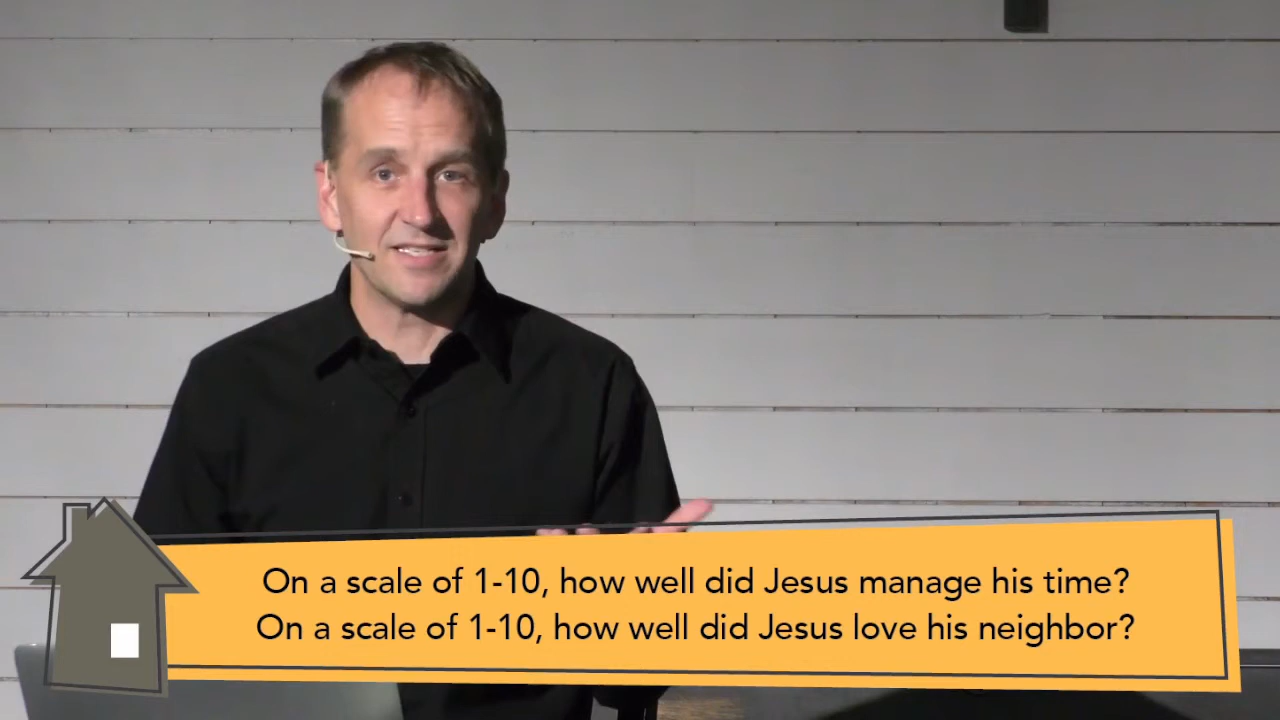 On a scale of 1-10, how well did Jesus manage his time?
On a scale of 1-10, how well did Jesus love his neighbor?